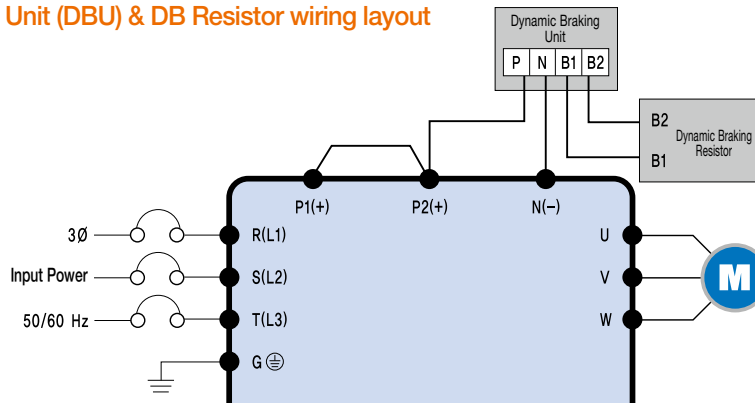 Unit (DBU) & DB Resistor wiring layout
Dynamic Braking
Unit
P N B1 B2
B2
Dynamic Braking
Resistor
B1
P1(+) P2(+) N(−)
3Ø R(L1) U
Input Power S(L2) V M
50/60 Hz T(L3) W
G